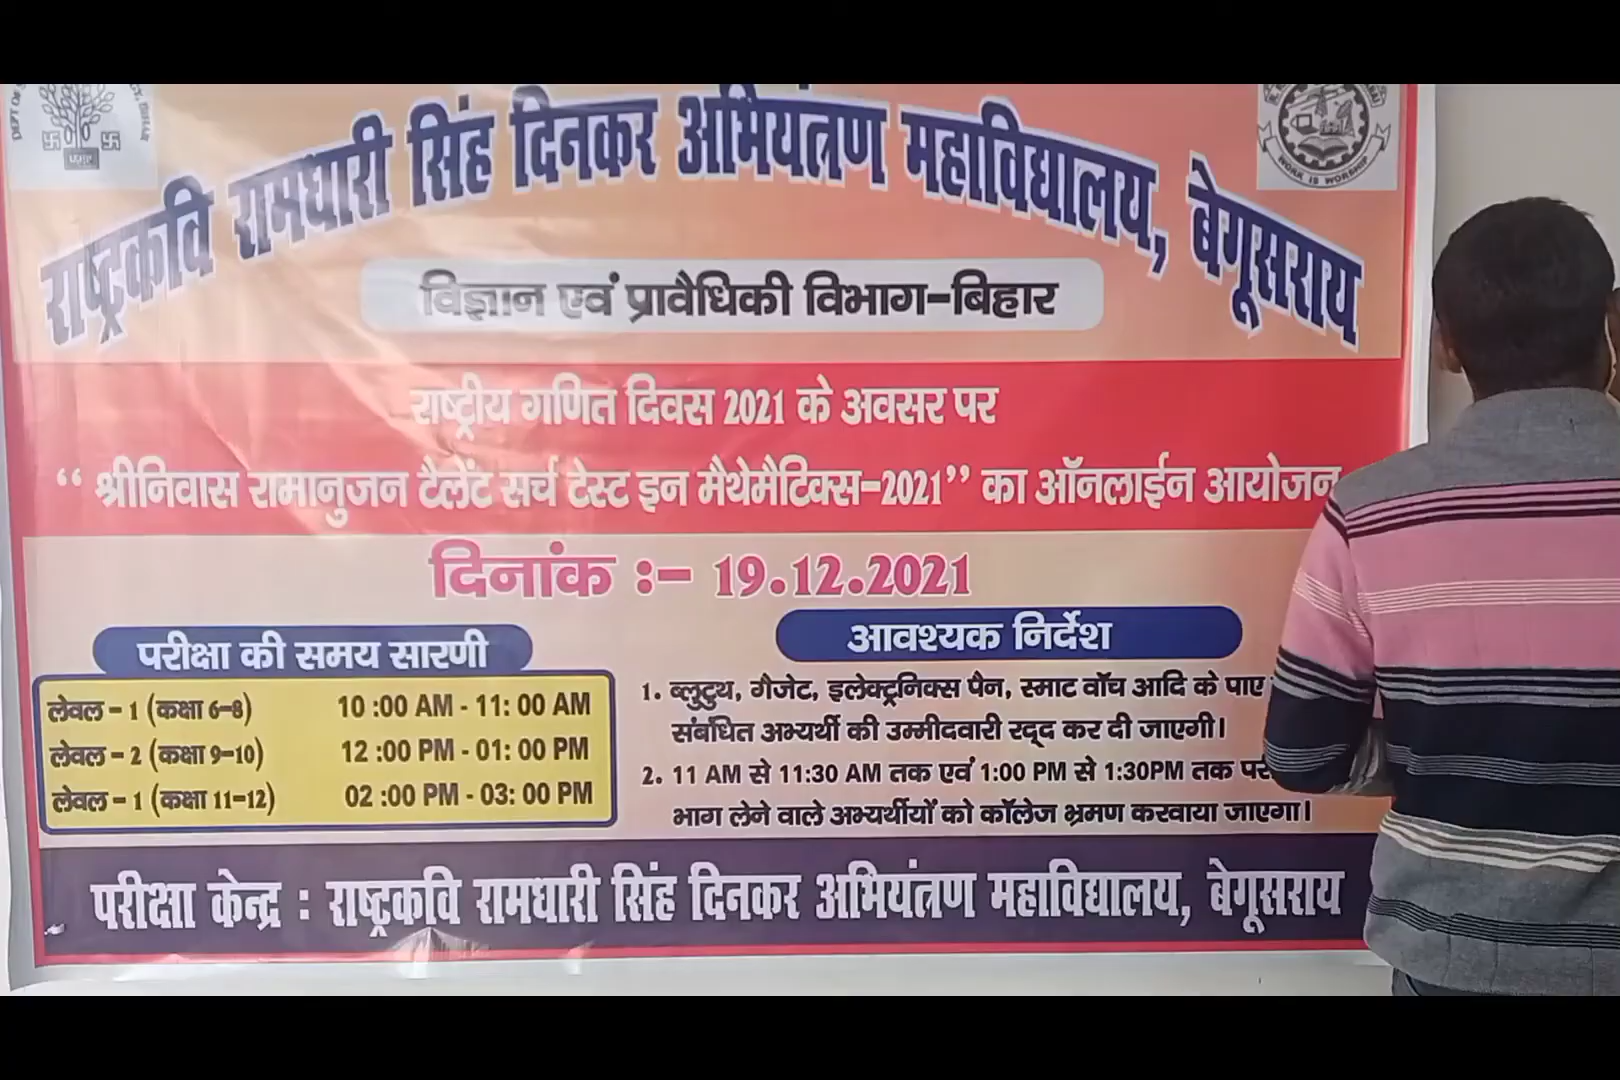 राष्ट्रकवि रामधारी सिंह दिनकर अभियंत्रण महाविद्यालय, बेगूसराय
विज्ञान एवं प्रावैधिकी विभाग-बिहार
राष्ट्रीय गणित दिवस 2021 के अवसर पर
“ श्रीनिवास रामानुजन टैलेंट सर्च टेस्ट इन मैथेमैटिक्स-2021” का ऑनलाईन आयोजन
दिनांक :- 19.12.2021
परीक्षा की समय सारणी
लेवल - 1 (कक्षा 6-8) 10 :00 AM - 11: 00 AM
लेवल - 2 (कक्षा 9-10) 12 :00 PM - 01: 00 PM
लेवल - 1 (कक्षा 11-12) 02 :00 PM - 03: 00 PM
आवश्यक निर्देश
1. ब्लुटुथ, गैजेट, इलेक्ट्रनिक्स पैन, स्माट वॉच आदि के पाए
संबंधित अभ्यर्थी की उम्मीदवारी रद्द कर दी जाएगी।
2. 11 AM से 11:30 AM तक एवं 1:00 PM से 1:30PM तक
भाग लेने वाले अभ्यर्थीयों को कॉलेज भ्रमण करवाया जाएगा।
परीक्षा केन्द्र : राष्ट्रकवि रामधारी सिंह दिनकर अभियंत्रण महाविद्यालय, बेगूसराय
WORK IS WORSHIP